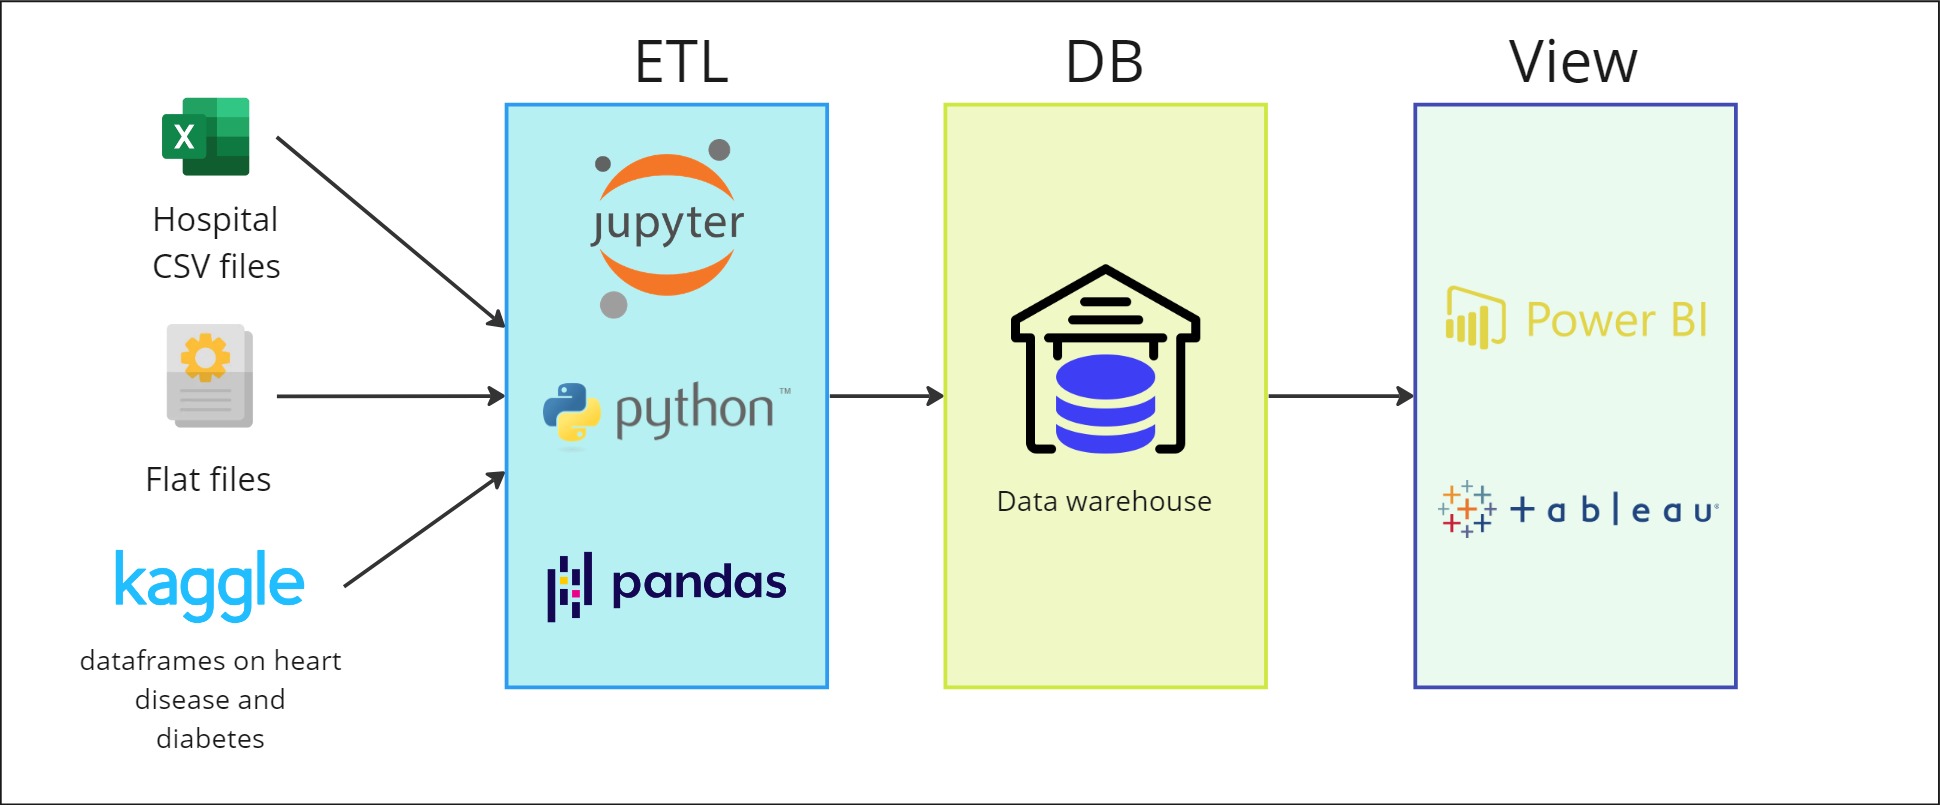 ETL
DB
View
X
Hospital
CSV files
Flat files
kaggle
dataframes on heart
disease and
diabetes
jupyter
python™
pandas
Data warehouse
Power BI
+ableau®